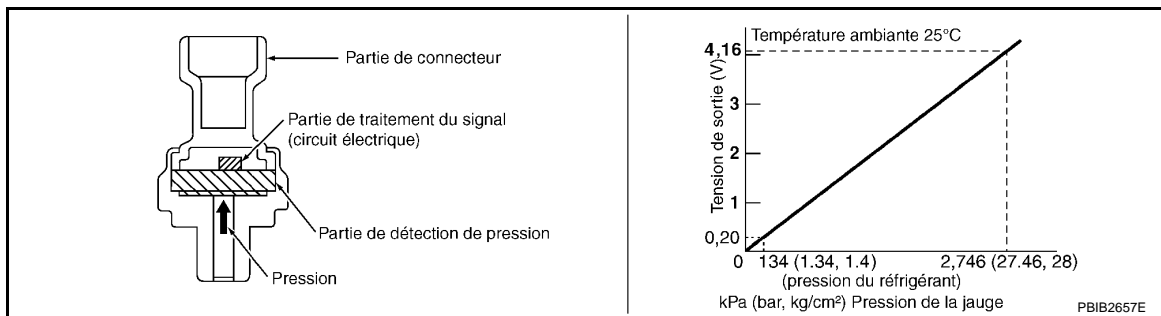 Partie de connecteur
Partie de traitement du signal
(circuit électrique)
Partie de détection de pression
Pression
Tension de sortie (V)
Température ambiante 25°C
4,16
3
2
1
0,20
0 134 (1.34, 1.4) 2,746 (27.46, 28)
(pression du réfrigérant)
kPa (bar, kg/cm²) Pression de la jauge
PBIB2657E